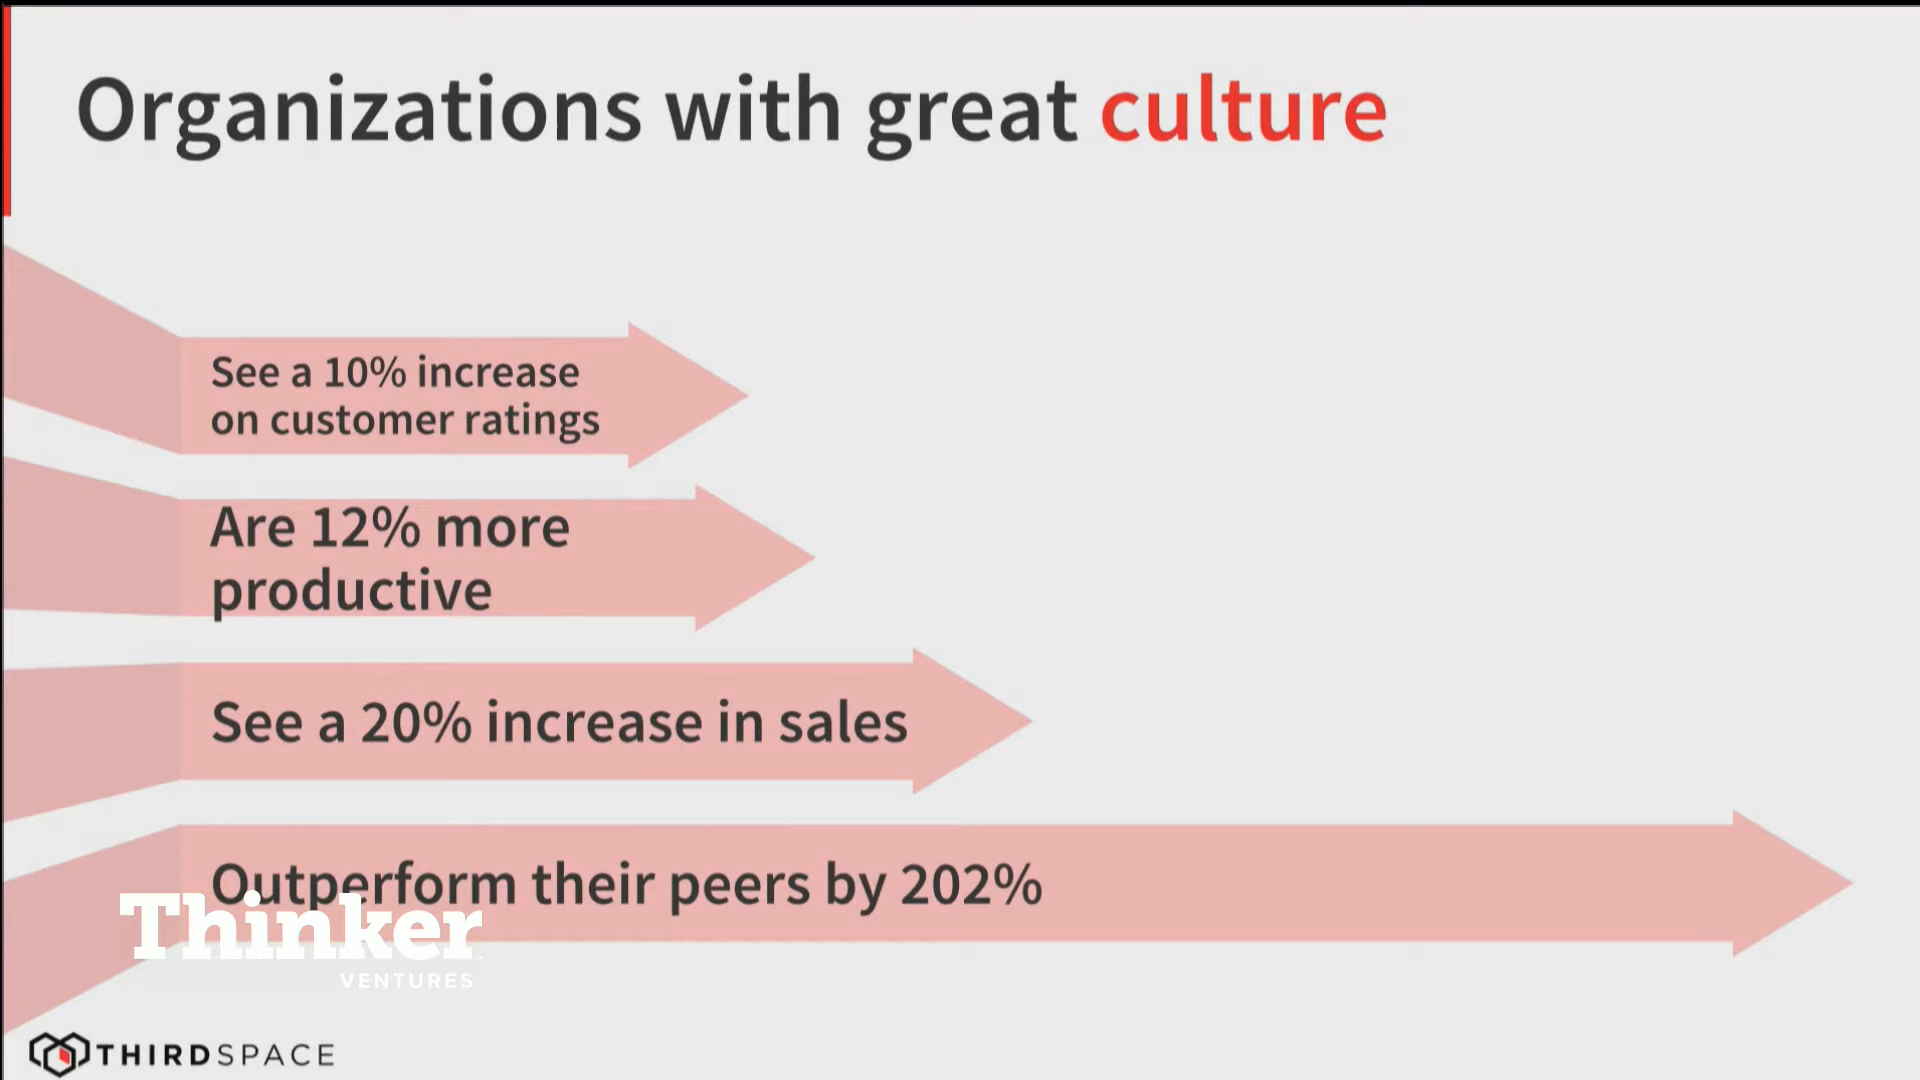 Organizations with great culture
See a 10% increase
on customer ratings
Are 12% more
productive
See a 20% increase in sales
Outperform their peers by 202%
Thinker
VENTURES
THIRDSPACE